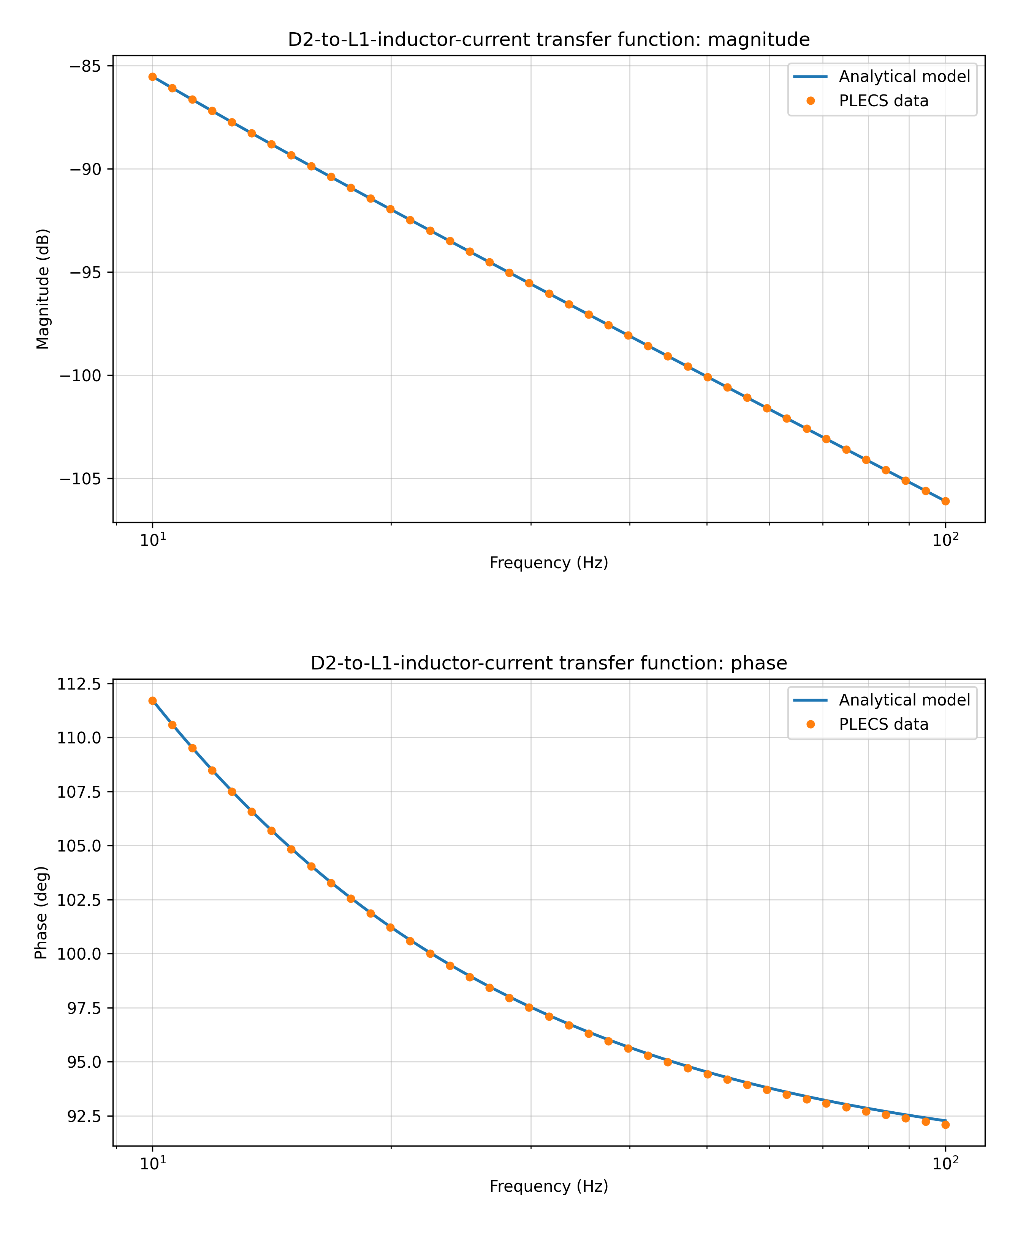 D2-to-L1-inductor-current transfer function: magnitude
Analytical model
PLECS data
−85
−90
−95
−100
−105
Magnitude (dB)
10¹
10²
Frequency (Hz)
D2-to-L1-inductor-current transfer function: phase
Analytical model
PLECS data
112.5
110.0
107.5
105.0
102.5
100.0
97.5
95.0
92.5
Phase (deg)
10¹
10²
Frequency (Hz)